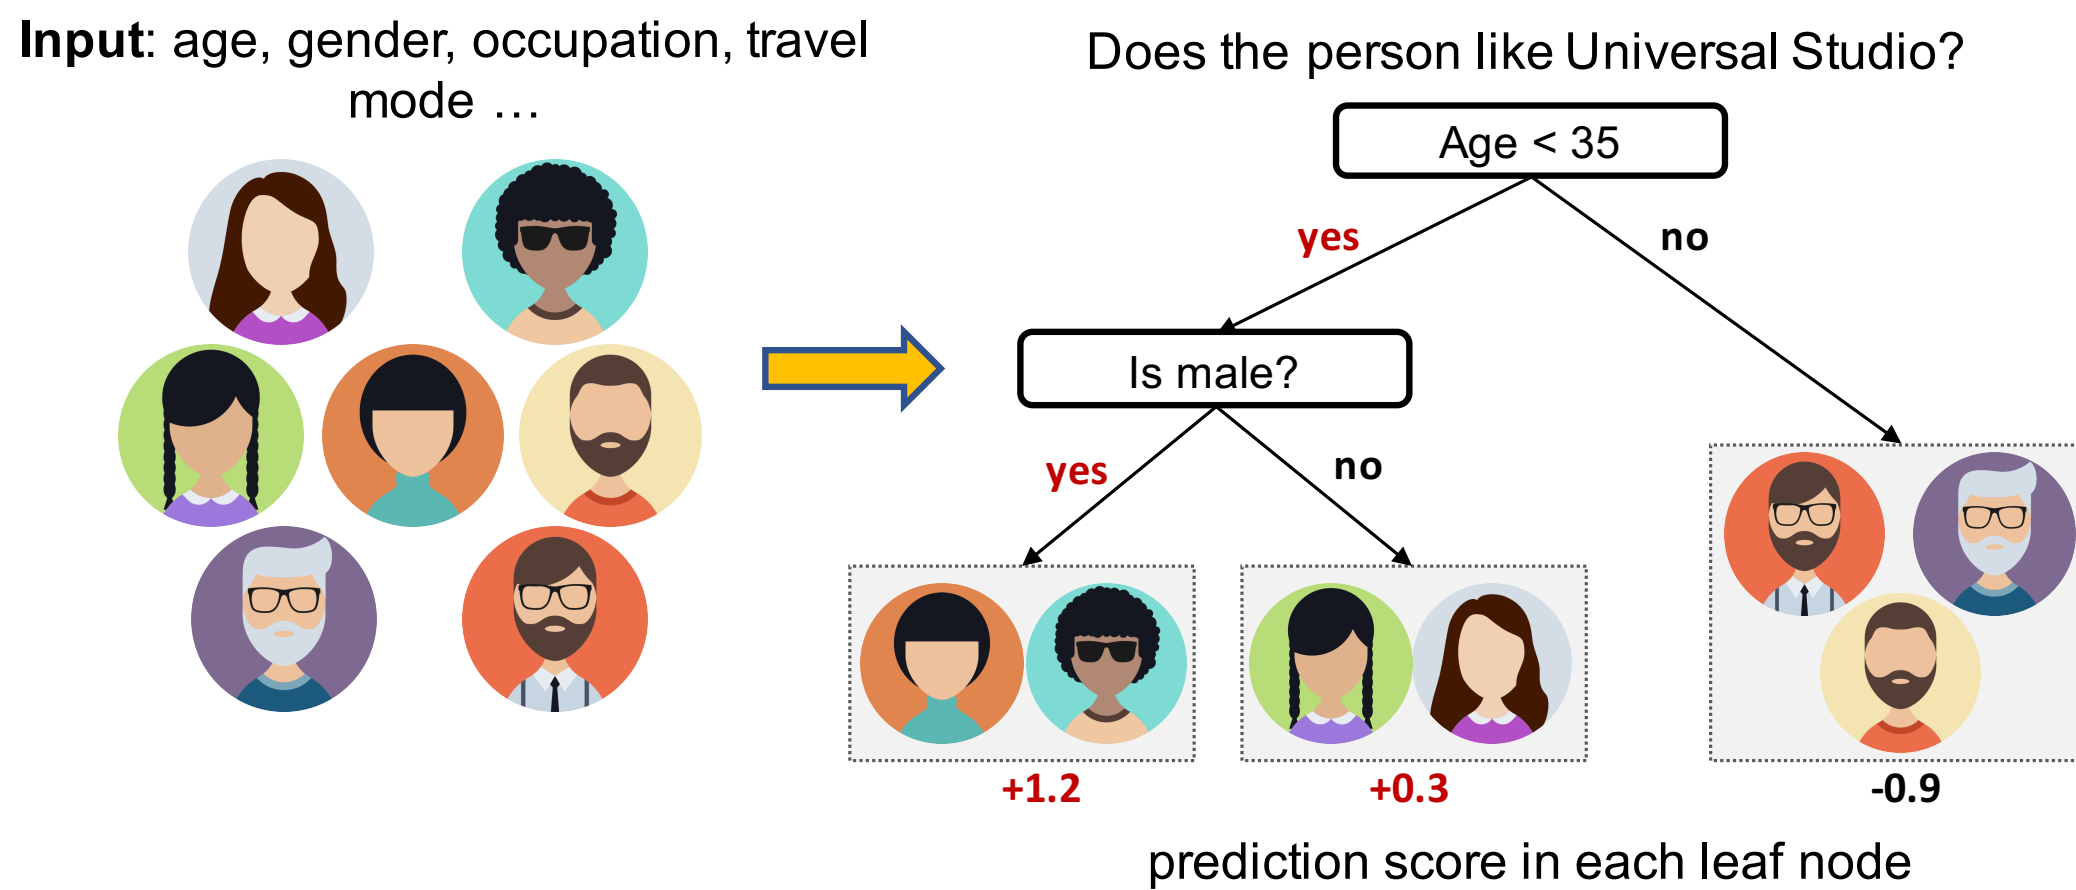 Input: age, gender, occupation, travel
mode …
Does the person like Universal Studio?
Age < 35
yes
no
Is male?
yes
no
+1.2
+0.3
-0.9
prediction score in each leaf node